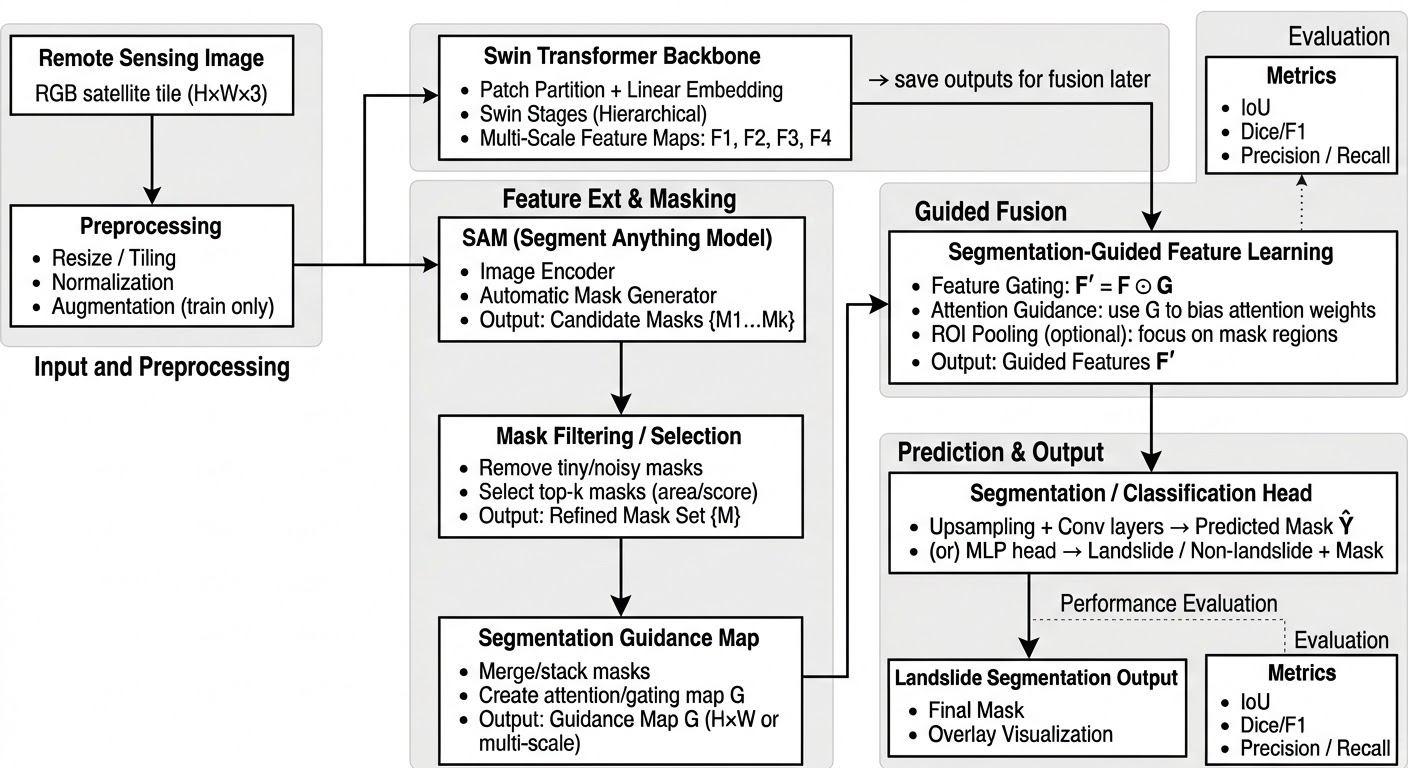 Remote Sensing Image
RGB satellite tile (H×W×3)
Preprocessing
• Resize / Tiling
• Normalization
• Augmentation (train only)
Input and Preprocessing
Swin Transformer Backbone
• Patch Partition + Linear Embedding
• Swin Stages (Hierarchical)
• Multi-Scale Feature Maps: F1, F2, F3, F4
→ save outputs for fusion later
Feature Ext & Masking
SAM (Segment Anything Model)
• Image Encoder
• Automatic Mask Generator
• Output: Candidate Masks {M1...Mk}
Mask Filtering / Selection
• Remove tiny/noisy masks
• Select top-k masks (area/score)
• Output: Refined Mask Set {M}
Segmentation Guidance Map
• Merge/stack masks
• Create attention/gating map G
• Output: Guidance Map G (H×W or
multi-scale)
Evaluation
Metrics
• IoU
• Dice/F1
• Precision / Recall
Guided Fusion
Segmentation-Guided Feature Learning
• Feature Gating: F′ = F ⊙ G
• Attention Guidance: use G to bias attention weights
• ROI Pooling (optional): focus on mask regions
• Output: Guided Features F′
Prediction & Output
Segmentation / Classification Head
• Upsampling + Conv layers → Predicted Mask Ŷ
• (or) MLP head → Landslide / Non-landslide + Mask
Performance Evaluation
Landslide Segmentation Output
• Final Mask
• Overlay Visualization
Evaluation
Metrics
• IoU
• Dice/F1
• Precision / Recall